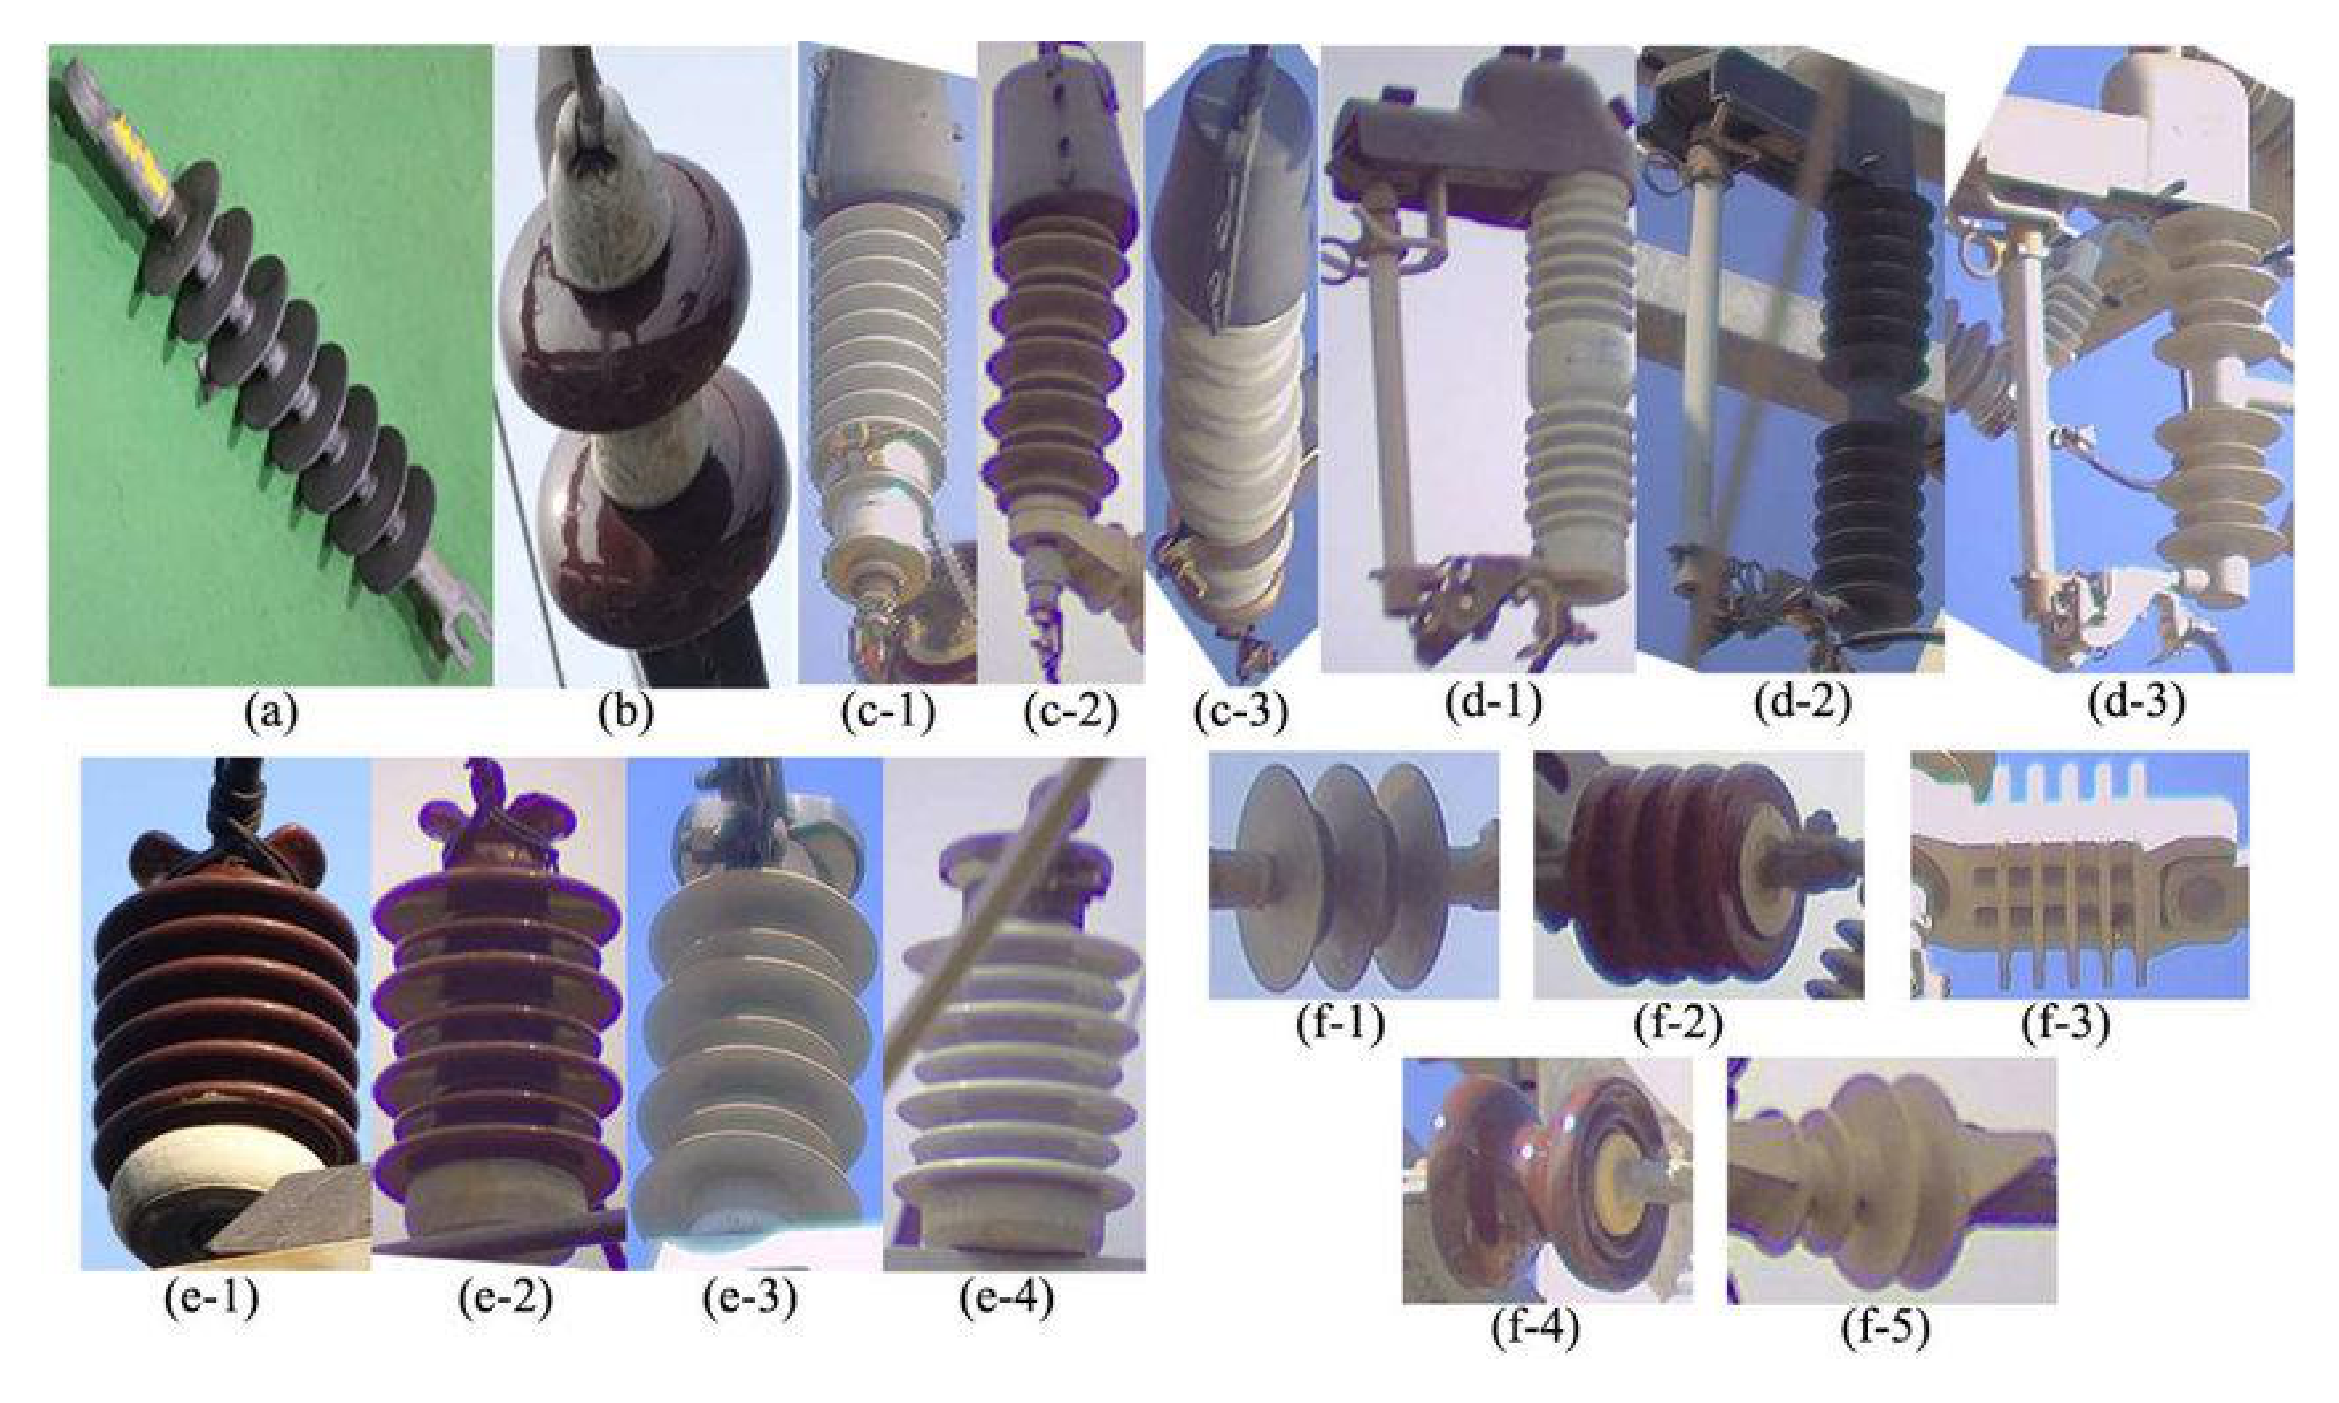 (a) (b) (c-1) (c-2) (c-3) (d-1) (d-2) (d-3)
(e-1) (e-2) (e-3) (e-4)
(f-1) (f-2) (f-3)
(f-4) (f-5)